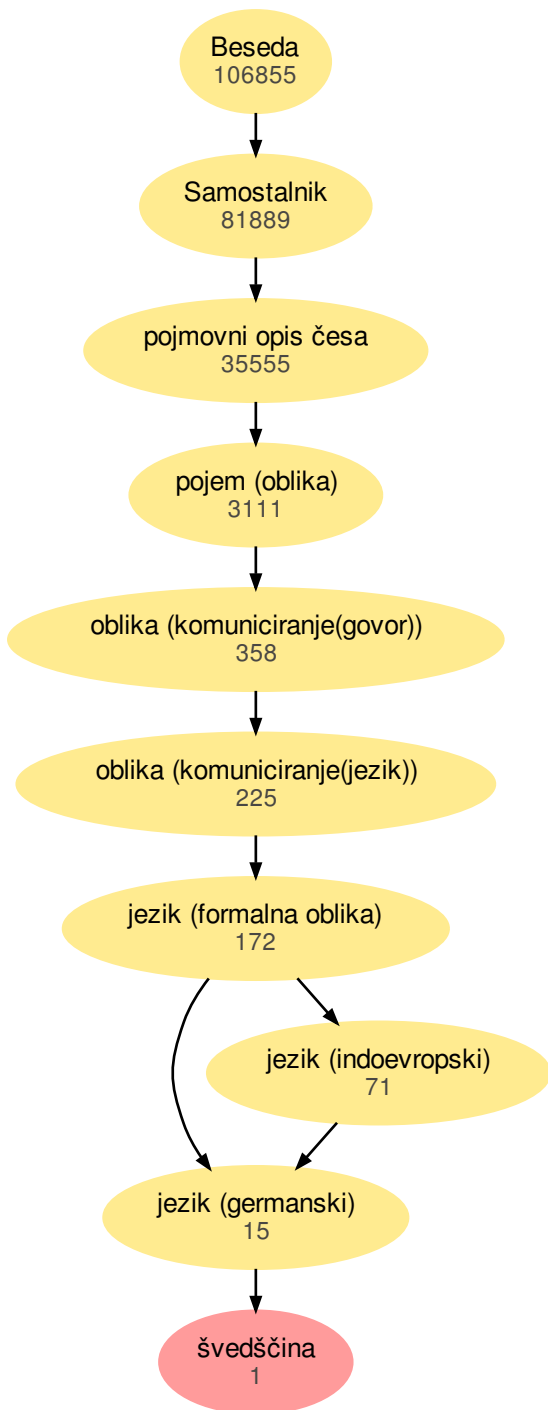 Beseda
106855
Samostalnik
81889
pojmovni opis česa
35555
pojem (oblika)
3111
oblika (komuniciranje(govor))
358
oblika (komuniciranje(jezik))
225
jezik (formalna oblika)
172
jezik (indoevropski)
71
jezik (germanski)
15
švedščina
1